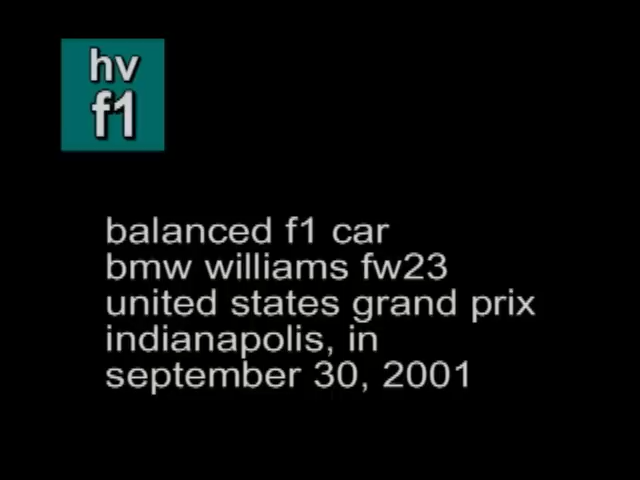 hv
f1
balanced f1 car
bmw williams fw23
united states grand prix
indianapolis, in
september 30, 2001